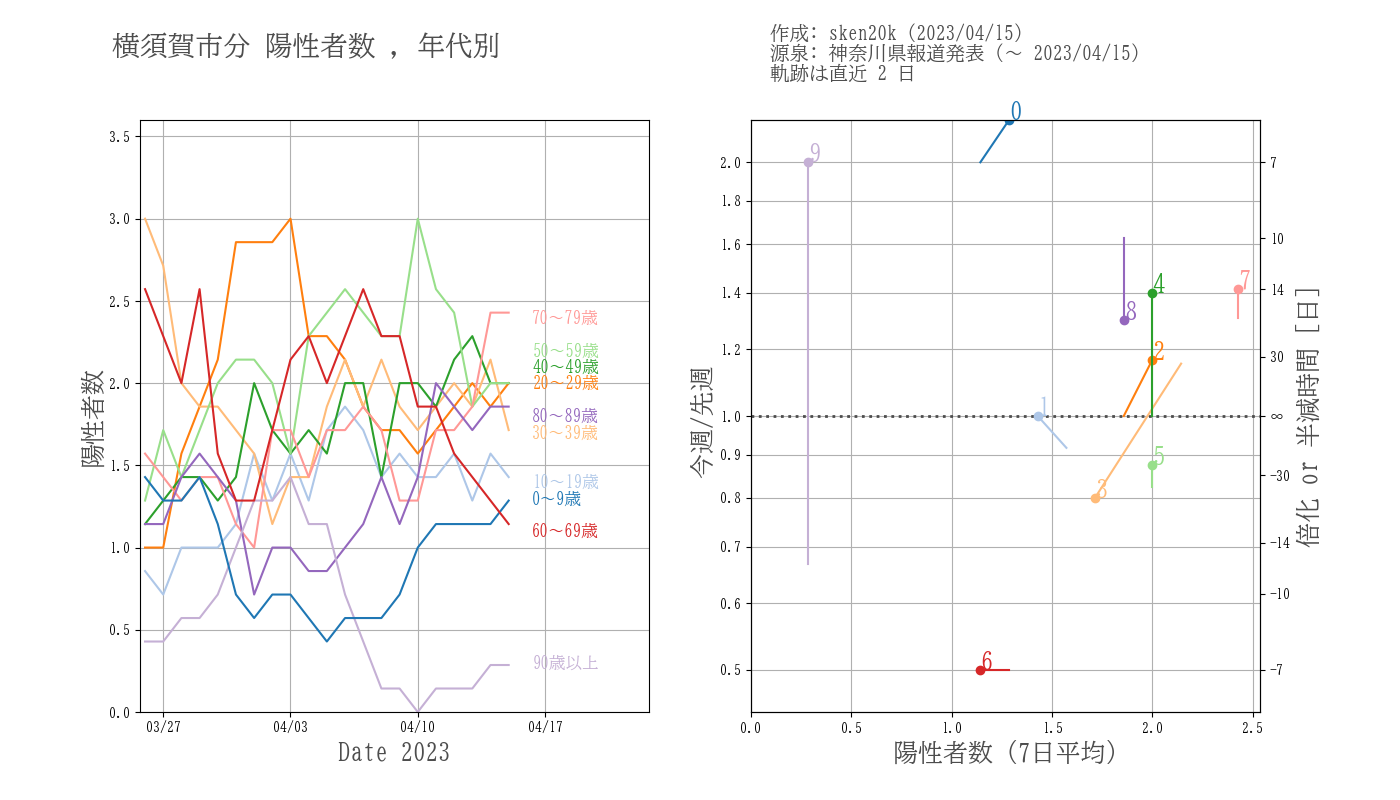 横須賀市分 陽性者数 , 年代別
作成: sken20k (2023/04/15)
源泉: 神奈川県報道発表 (〜 2023/04/15)
軌跡は直近 2 日
陽性者数
3.5
3.0
2.5
2.0
1.5
1.0
0.5
0.0
70〜79歳
50〜59歳
40〜49歳
20〜29歳
80〜89歳
30〜39歳
10〜19歳
0〜9歳
60〜69歳
90歳以上
03/27 04/03 04/10 04/17
Date 2023
今週/先週
2.0
1.8
1.6
1.4
1.2
1.0
0.9
0.8
0.7
0.6
0.5
0
9
7
4
8
2
1
5
3
6
7
10
14
30
∞
−30
−14
−10
−7
倍化 or 半減時間 [日]
0.0 0.5 1.0 1.5 2.0 2.5
陽性者数 (7日平均)